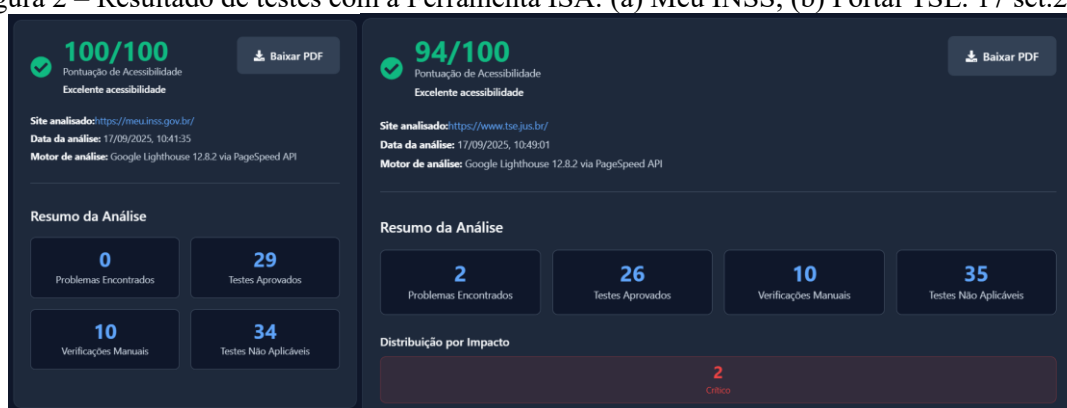 gura 2 – Resultado de testes com a Ferramenta ISA: (a) Meu INSS; (b) Portal TSE. 17 set.2
100/100
Pontuação de Acessibilidade
Excelente acessibilidade
Baixar PDF
Site analisado:https://meu.inss.gov.br/
Data da análise: 17/09/2025, 10:41:35
Motor de análise: Google Lighthouse 12.8.2 via PageSpeed API
Resumo da Análise
0
Problemas Encontrados
29
Testes Aprovados
10
Verificações Manuais
34
Testes Não Aplicáveis
94/100
Pontuação de Acessibilidade
Excelente acessibilidade
Baixar PDF
Site analisado:https://www.tse.jus.br/
Data da análise: 17/09/2025, 10:49:01
Motor de análise: Google Lighthouse 12.8.2 via PageSpeed API
Resumo da Análise
2
Problemas Encontrados
26
Testes Aprovados
10
Verificações Manuais
35
Testes Não Aplicáveis
Distribuição por Impacto
2
Crítico